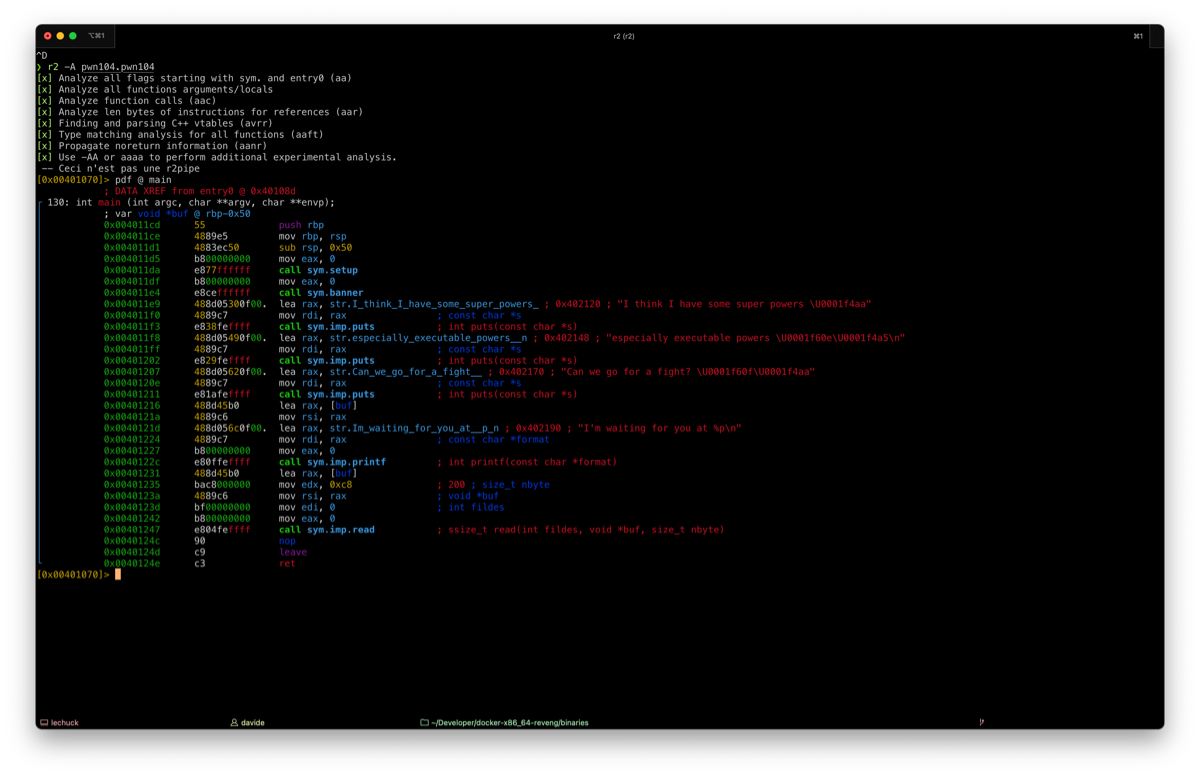 ⌥⌘1 r2 (r2) ⌘1
^D
❯ r2 -A pwn104.pwn104
[x] Analyze all flags starting with sym. and entry0 (aa)
[x] Analyze all functions arguments/locals
[x] Analyze function calls (aac)
[x] Analyze len bytes of instructions for references (aar)
[x] Finding and parsing C++ vtables (avrr)
[x] Type matching analysis for all functions (aaft)
[x] Propagate noreturn information (aanr)
[x] Use -AA or aaaa to perform additional experimental analysis.
-- Ceci n'est pas une r2pipe
[0x00401070]> pdf @ main
; DATA XREF from entry0 @ 0x40108d
130: int main (int argc, char **argv, char **envp);
; var void *buf @ rbp-0x50
0x004011cd 55 push rbp
0x004011ce 4889e5 mov rbp, rsp
0x004011d1 4883ec50 sub rsp, 0x50
0x004011d5 b800000000 mov eax, 0
0x004011da e877ffffff call sym.setup
0x004011df b800000000 mov eax, 0
0x004011e4 e8ceffffff call sym.banner
0x004011e9 488d05300f00. lea rax, str.I_think_I_have_some_super_powers_ ; 0x402120 ; "I think I have some super powers \U0001f4aa"
0x004011f0 4889c7 mov rdi, rax ; const char *s
0x004011f3 e838feffff call sym.imp.puts ; int puts(const char *s)
0x004011f8 488d05490f00. lea rax, str.especially_executable_powers__n ; 0x402148 ; "especially executable powers \U0001f60e\U0001f4a5\n"
0x004011ff 4889c7 mov rdi, rax ; const char *s
0x00401202 e829feffff call sym.imp.puts ; int puts(const char *s)
0x00401207 488d05620f00. lea rax, str.Can_we_go_for_a_fight__ ; 0x402170 ; "Can we go for a fight? \U0001f60f\U0001f4aa"
0x0040120e 4889c7 mov rdi, rax ; const char *s
0x00401211 e81afeffff call sym.imp.puts ; int puts(const char *s)
0x00401216 488d45b0 lea rax, [buf]
0x0040121a 4889c6 mov rsi, rax
0x0040121d 488d056c0f00. lea rax, str.Im_waiting_for_you_at__p_n ; 0x402190 ; "I'm waiting for you at %p\n"
0x00401224 4889c7 mov rdi, rax ; const char *format
0x00401227 b800000000 mov eax, 0
0x0040122c e80ffeffff call sym.imp.printf ; int printf(const char *format)
0x00401231 488d45b0 lea rax, [buf]
0x00401235 bac8000000 mov edx, 0xc8 ; 200 ; size_t nbyte
0x0040123a 4889c6 mov rsi, rax ; void *buf
0x0040123d bf00000000 mov edi, 0 ; int fildes
0x00401242 b800000000 mov eax, 0
0x00401247 e804feffff call sym.imp.read ; ssize_t read(int fildes, void *buf, size_t nbyte)
0x0040124c 90 nop
0x0040124d c9 leave
0x0040124e c3 ret
[0x00401070]>
lechuck davide ~/Developer/docker-x86_64-reveng/binaries